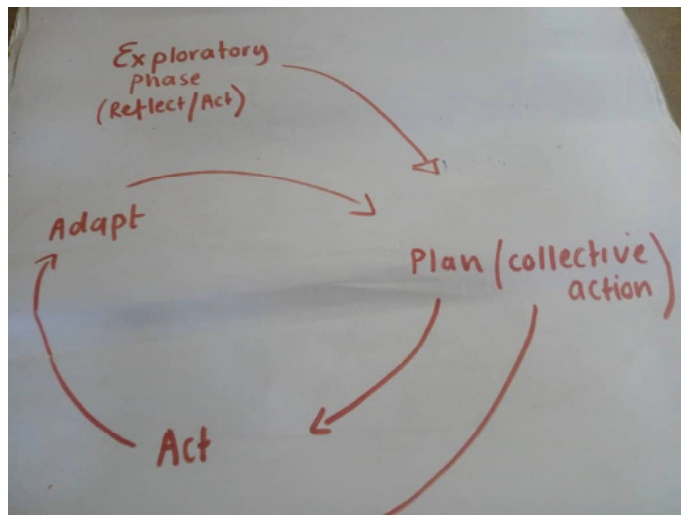 Exploratory
phase
(Reflect/Act)
Adapt
Plan (collective
action)
Act